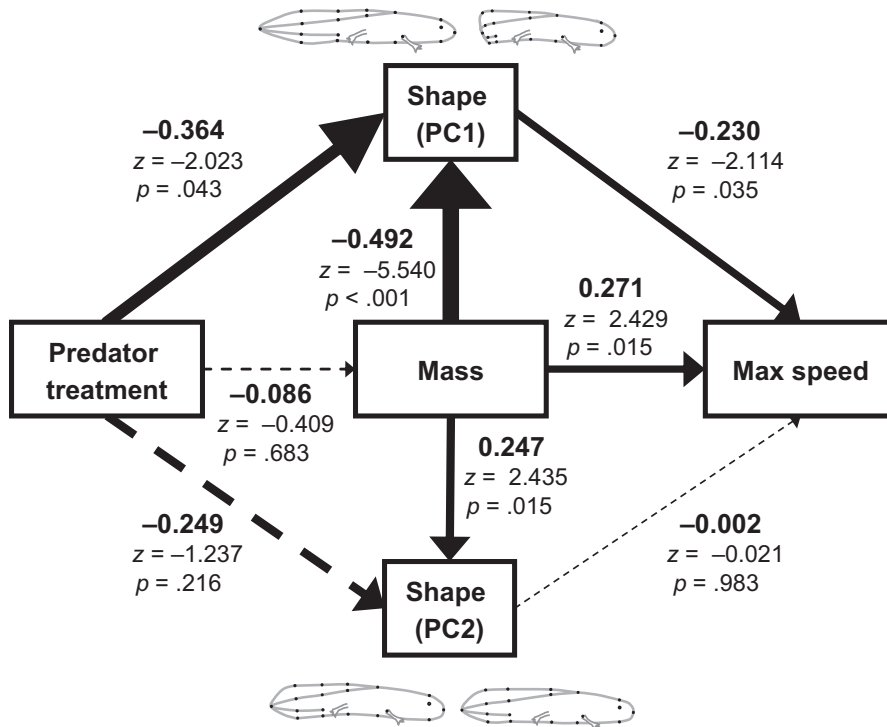 Shape
(PC1)
–0.364
z = –2.023
p = .043
–0.230
z = –2.114
p = .035
–0.492
z = –5.540
p < .001
0.271
z = 2.429
p = .015
Predator
treatment
Mass
Max speed
–0.086
z = –0.409
p = .683
0.247
z = 2.435
p = .015
–0.249
z = –1.237
p = .216
–0.002
z = –0.021
p = .983
Shape
(PC2)